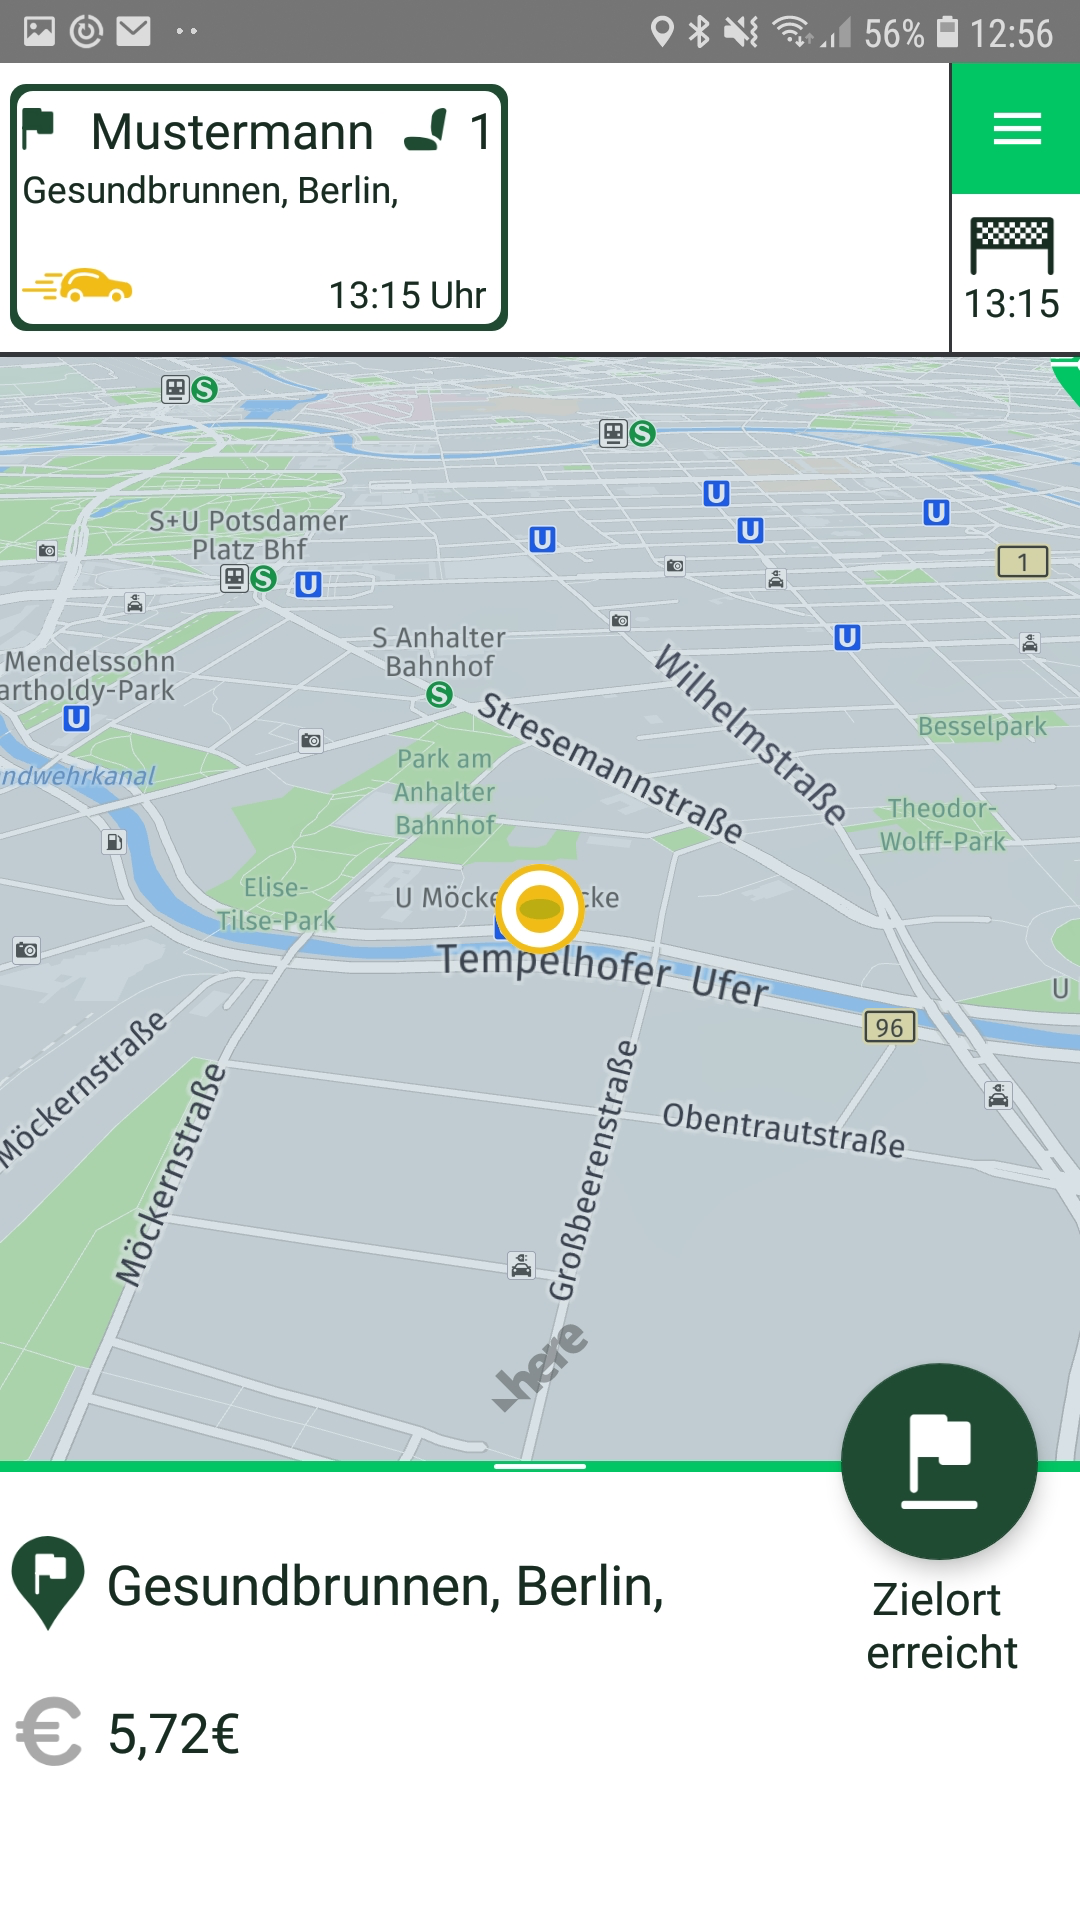 56% 12:56
Mustermann 1
Gesundbrunnen, Berlin,
13:15 Uhr
13:15
S
S
U
U
U
U
S+U Potsdamer
Platz Bhf
S
U
1
S Anhalter
Bahnhof
S
U
Mendelssohn
artholdy-Park
U
Wilhelmstraße
Stresemannstraße
Besselpark
ndwehrkanal
Park am
Anhalter
Bahnhof
Theodor-
Wolff-Park
Elise-
Tilse-Park
U Möcke cke
Tempelhofer Ufer
U
96
Möckernstraße
Möckernstraße
Großbeerenstraße
Obentrautstraße
here
Gesundbrunnen, Berlin,
Zielort
erreicht
€ 5,72€